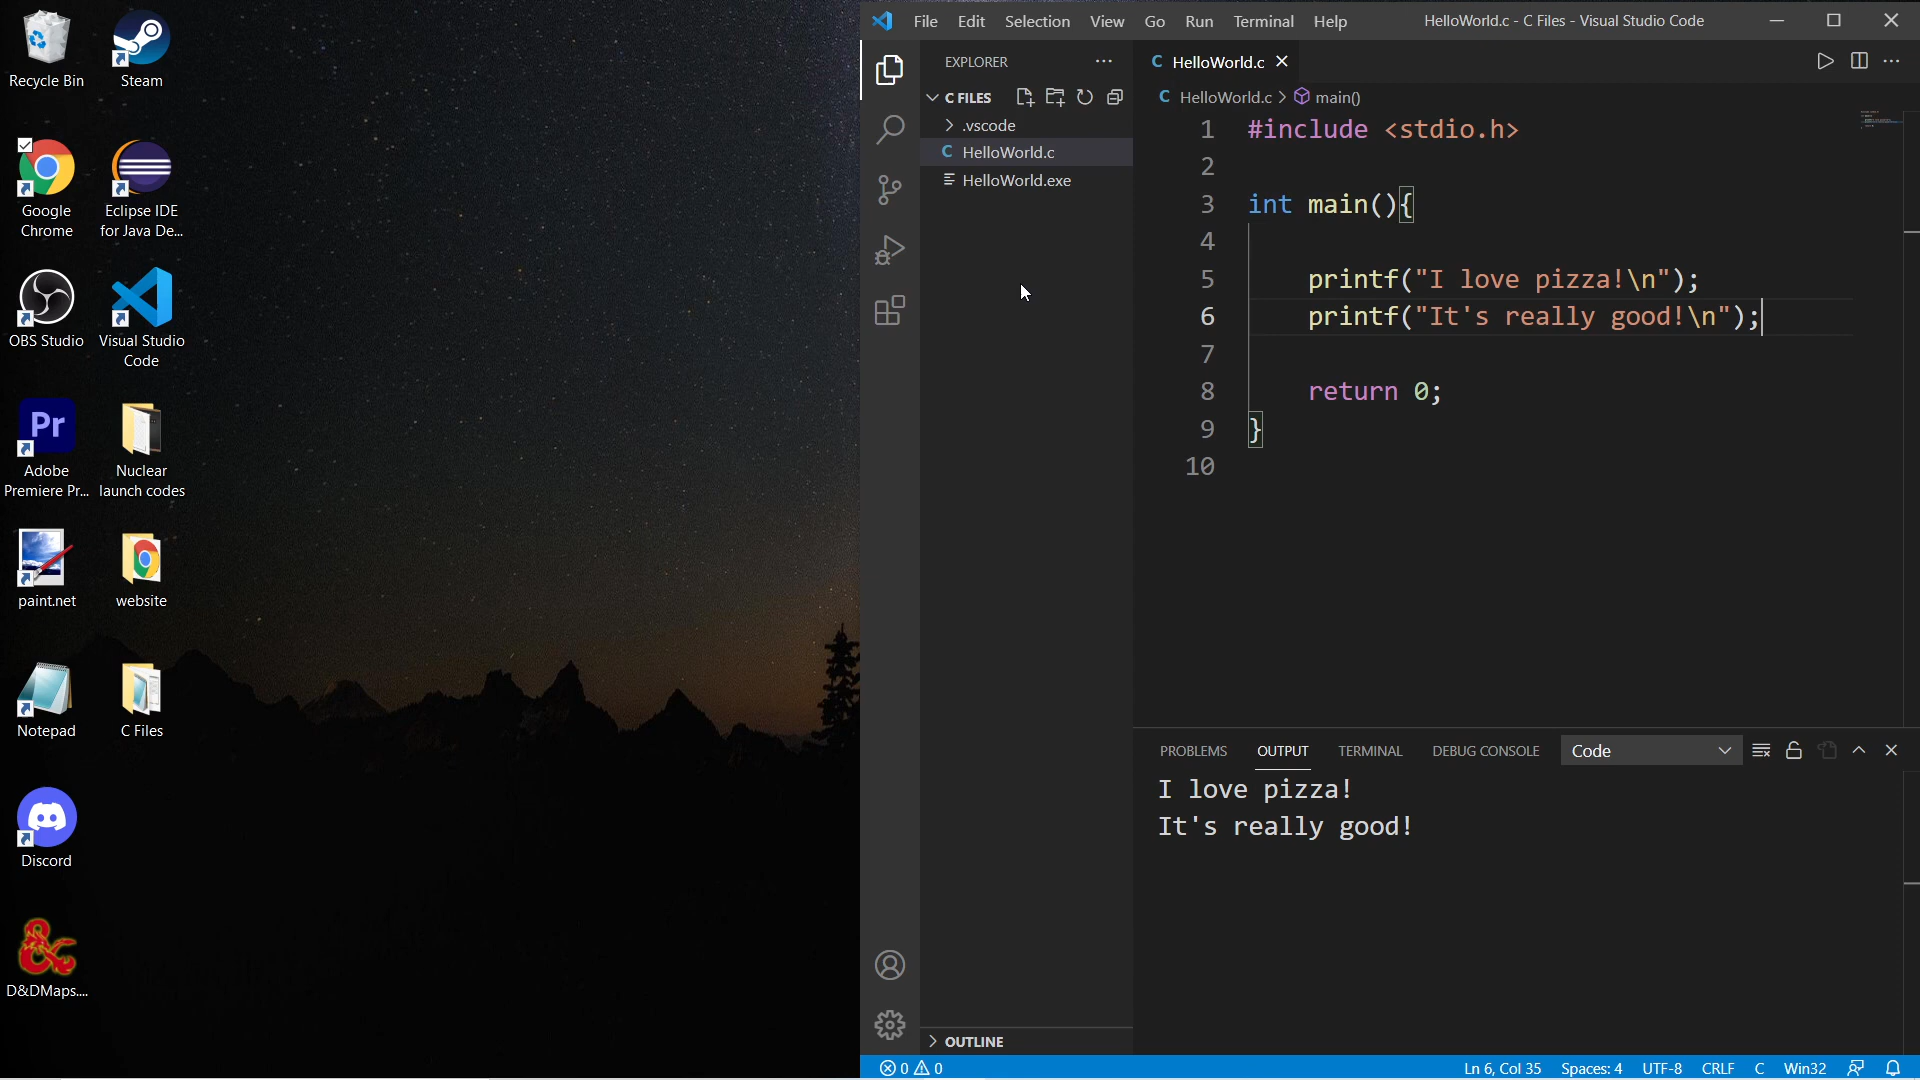 Recycle Bin
Steam
Google
Chrome
Eclipse IDE
for Java De...
OBS Studio
Visual Studio
Code
Pr
Adobe
Premiere Pr...
Nuclear
launch codes
paint.net
website
Notepad
C Files
Discord
D&DMaps....
File Edit Selection View Go Run Terminal Help HelloWorld.c - C Files - Visual Studio Code
EXPLORER
C FILES
.vscode
C HelloWorld.c
HelloWorld.exe
OUTLINE
C HelloWorld.c
C HelloWorld.c > main()
1 #include <stdio.h>
2
3 int main(){
4
5 printf("I love pizza!\n");
6 printf("It's really good!\n");
7
8 return 0;
9 }
10
PROBLEMS OUTPUT TERMINAL DEBUG CONSOLE Code
I love pizza!
It's really good!
0 0 Ln 6, Col 35 Spaces: 4 UTF-8 CRLF C Win32